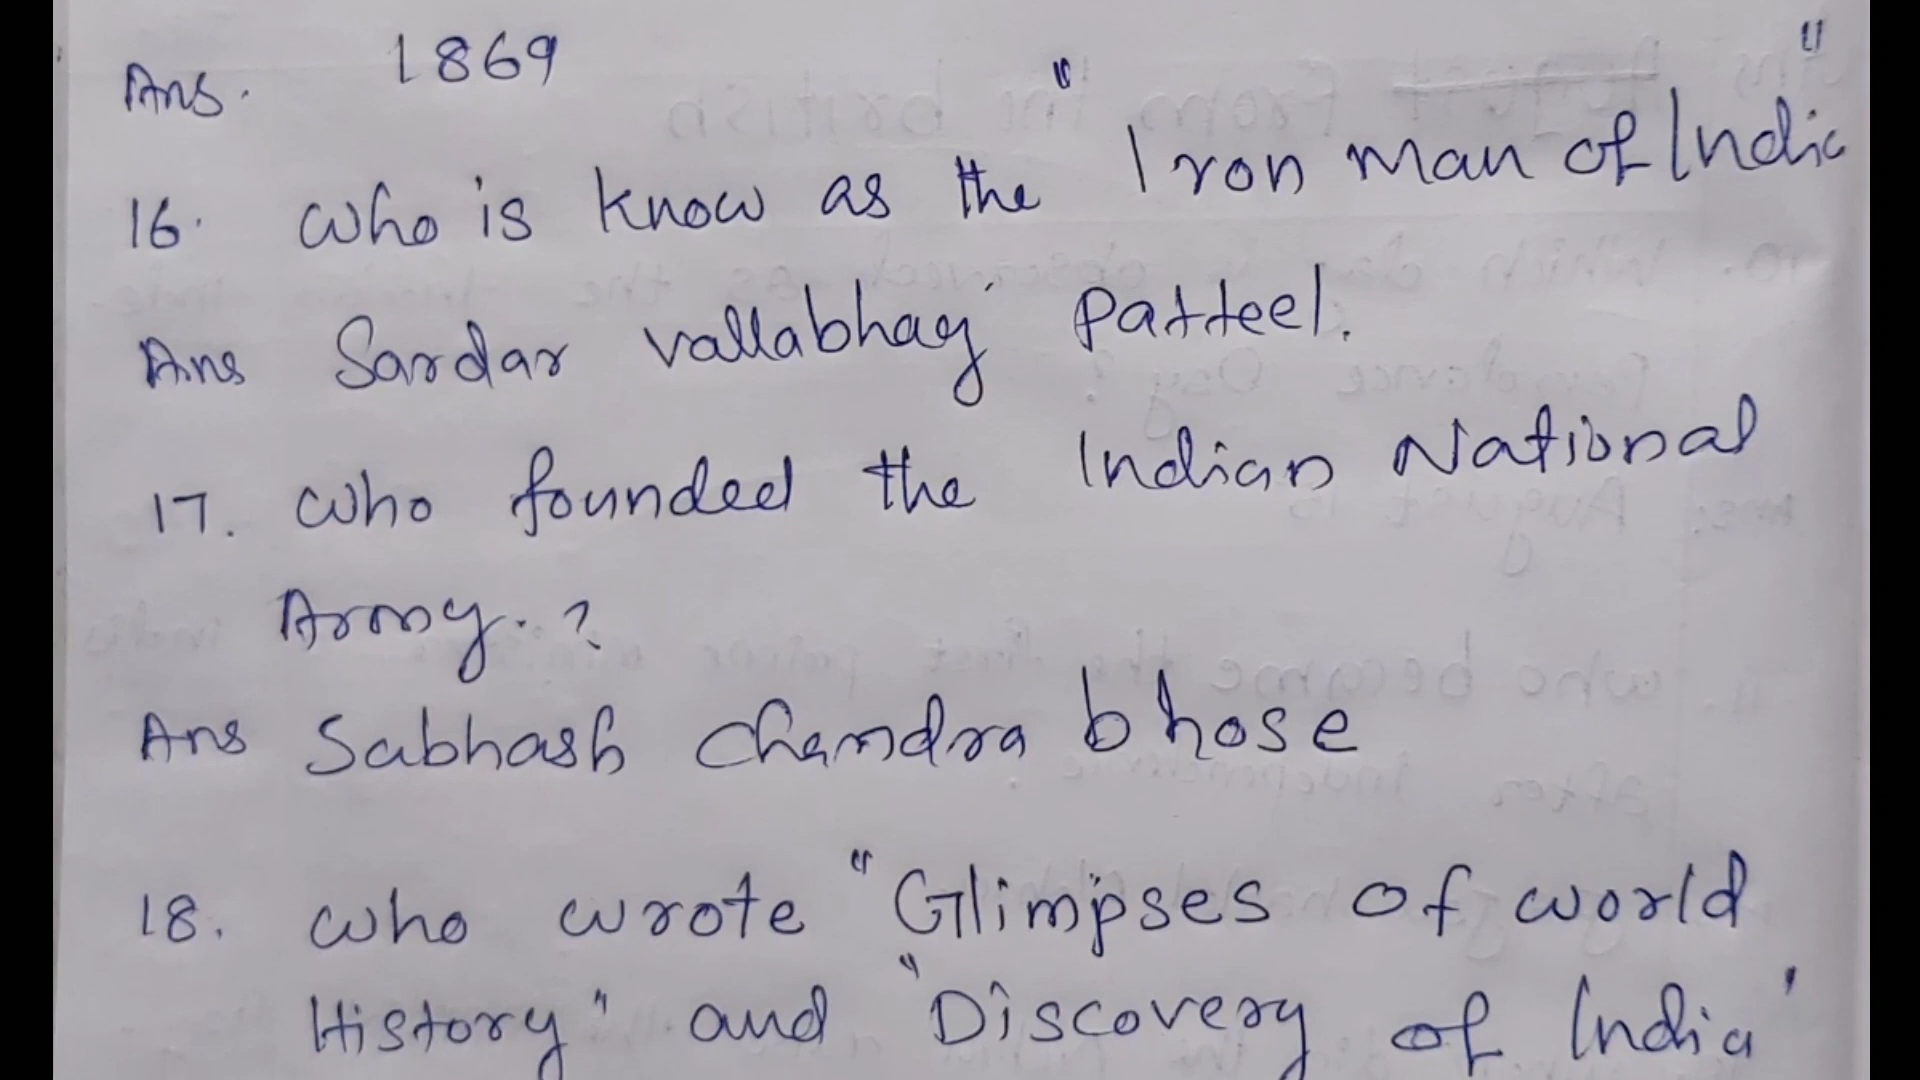 Ans. 1869
16. who is know as the "Iron Man of India"
Ans Sardar vallabhay patteel.
17. who founded the Indian National
Army. ?
Ans Sabhash Chandra bhose
18. who wrote "Glimpses of world
History" and "Discovery of India"